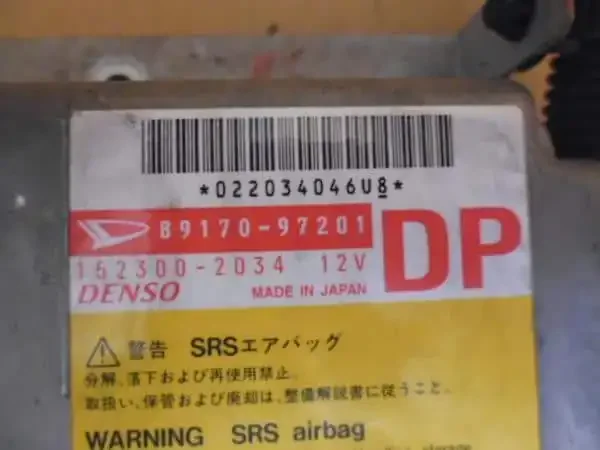 *022034046U8*
89170-97201
DP
152300-2034 12V
DENSO MADE IN JAPAN
警告 SRSエアバッグ
分解、落下および再使用禁止。
取扱い、保管および廃却は、整備解説書に従うこと。
WARNING SRS airbag